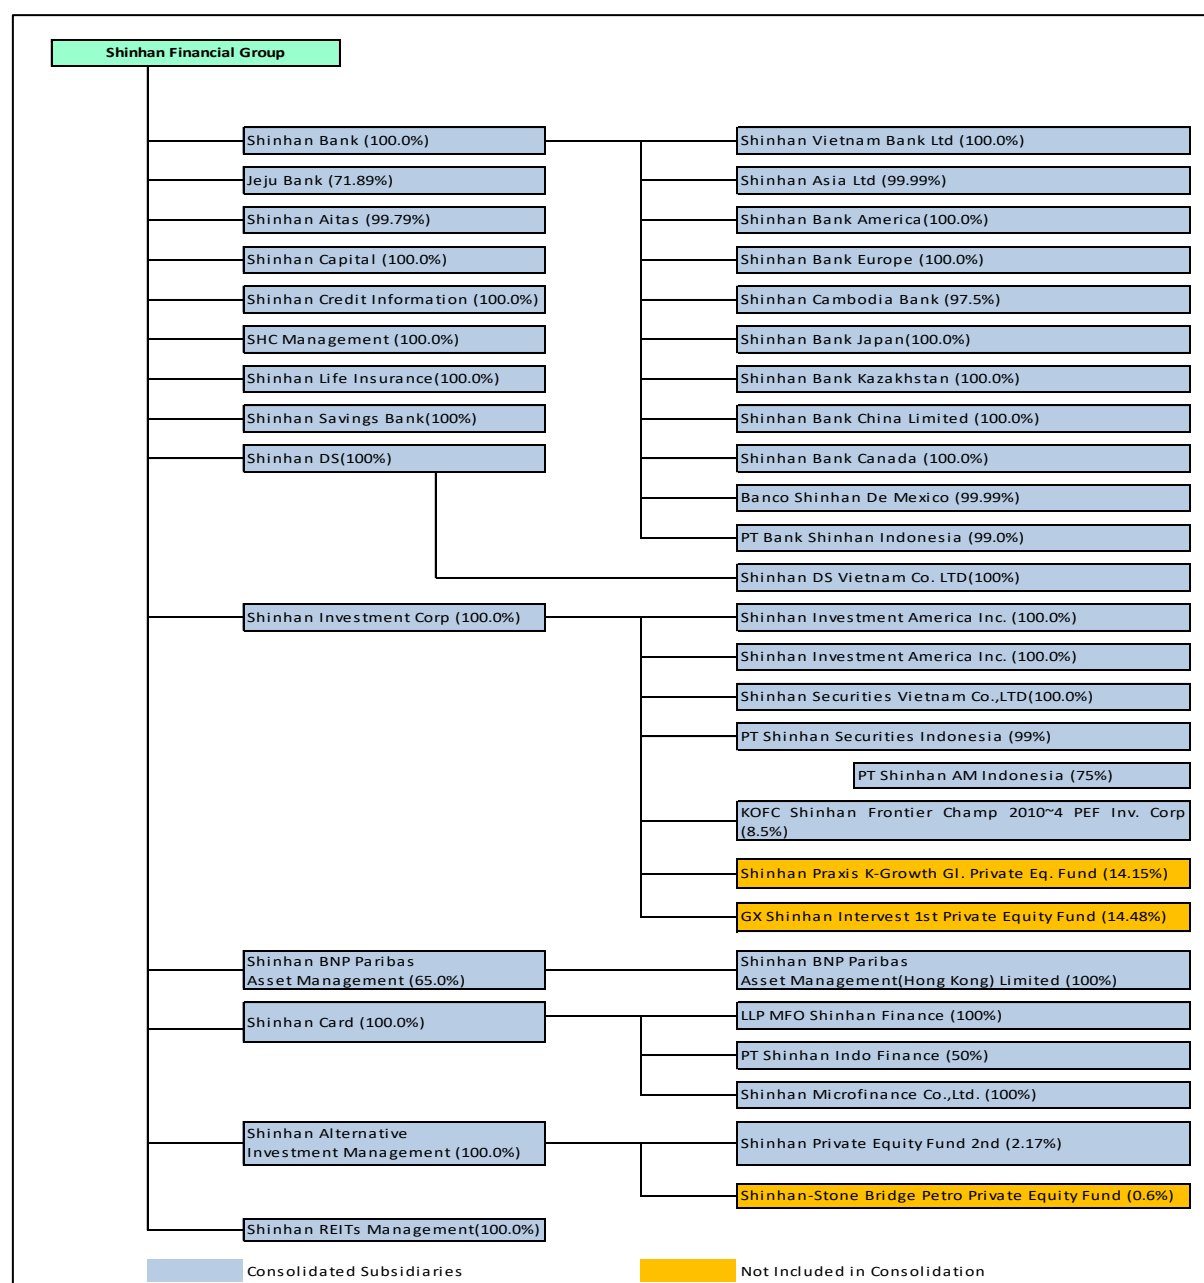 Shinhan Financial Group
Shinhan Bank (100.0%)
Shinhan Vietnam Bank Ltd (100.0%)
Jeju Bank (71.89%)
Shinhan Asia Ltd (99.99%)
Shinhan Aitas (99.79%)
Shinhan Bank America(100.0%)
Shinhan Capital (100.0%)
Shinhan Bank Europe (100.0%)
Shinhan Credit Information (100.0%)
Shinhan Cambodia Bank (97.5%)
SHC Management (100.0%)
Shinhan Bank Japan(100.0%)
Shinhan Life Insurance(100.0%)
Shinhan Bank Kazakhstan (100.0%)
Shinhan Savings Bank(100%)
Shinhan Bank China Limited (100.0%)
Shinhan DS(100%)
Shinhan Bank Canada (100.0%)
Banco Shinhan De Mexico (99.99%)
PT Bank Shinhan Indonesia (99.0%)
Shinhan DS Vietnam Co. LTD(100%)
Shinhan Investment Corp (100.0%)
Shinhan Investment America Inc. (100.0%)
Shinhan Investment America Inc. (100.0%)
Shinhan Securities Vietnam Co.,LTD(100.0%)
PT Shinhan Securities Indonesia (99%)
PT Shinhan AM Indonesia (75%)
KOFC Shinhan Frontier Champ 2010~4 PEF Inv. Corp
(8.5%)
Shinhan Praxis K-Growth Gl. Private Eq. Fund (14.15%)
GX Shinhan Intervest 1st Private Equity Fund (14.48%)
Shinhan BNP Paribas
Asset Management (65.0%)
Shinhan BNP Paribas
Asset Management(Hong Kong) Limited (100%)
Shinhan Card (100.0%)
LLP MFO Shinhan Finance (100%)
PT Shinhan Indo Finance (50%)
Shinhan Microfinance Co.,Ltd. (100%)
Shinhan Alternative
Investment Management (100.0%)
Shinhan Private Equity Fund 2nd (2.17%)
Shinhan-Stone Bridge Petro Private Equity Fund (0.6%)
Shinhan REITs Management(100.0%)
Consolidated Subsidiaries
Not Included in Consolidation